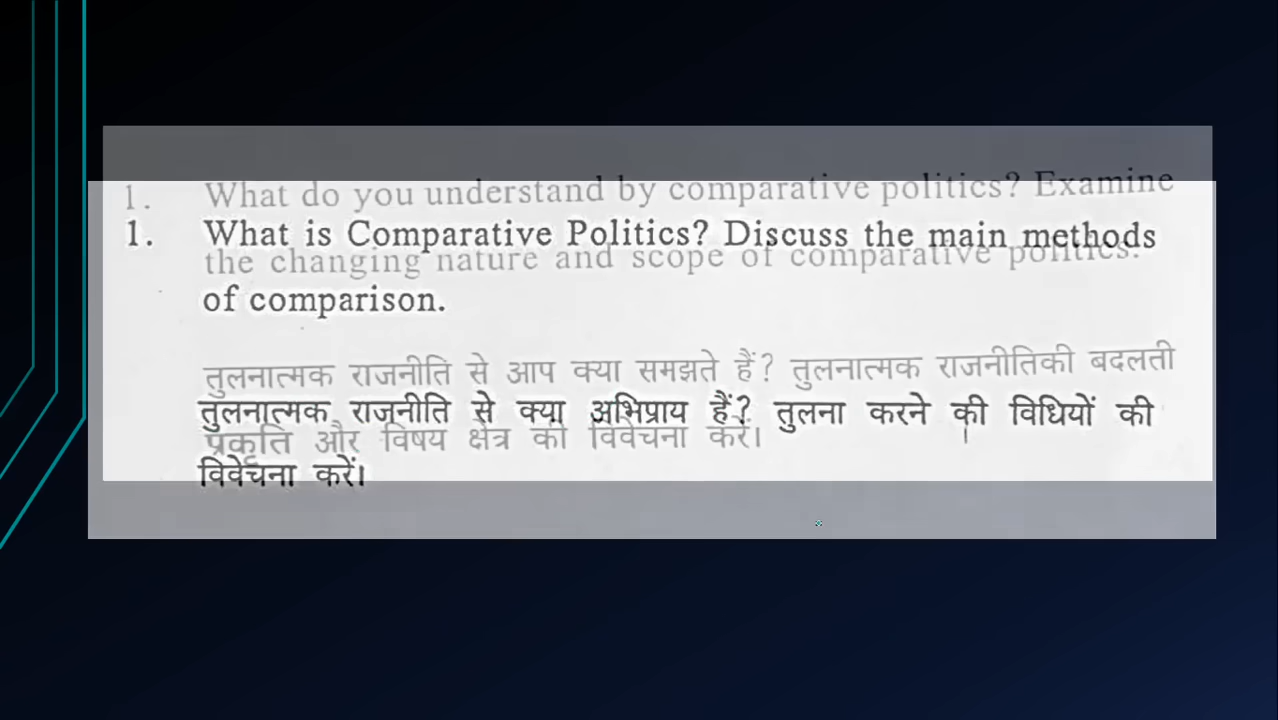 1. What do you understand by comparative politics? Examine
1. What is Comparative Politics? Discuss the main methods
the changing nature and scope of comparative politics.
of comparison.
तुलनात्मक राजनीति से आप क्या समझते हैं? तुलनात्मक राजनीतिकी बदलती
तुलनात्मक राजनीति से क्या अभिप्राय हैं? तुलना करने की विधियों की
प्रकृति और विषय क्षेत्र की विवेचना करें।
विवेचना करें।